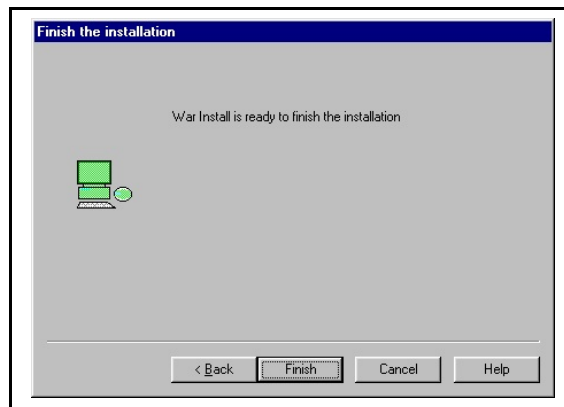 Finish the installation
War Install is ready to finish the installation
< Back Finish Cancel Help